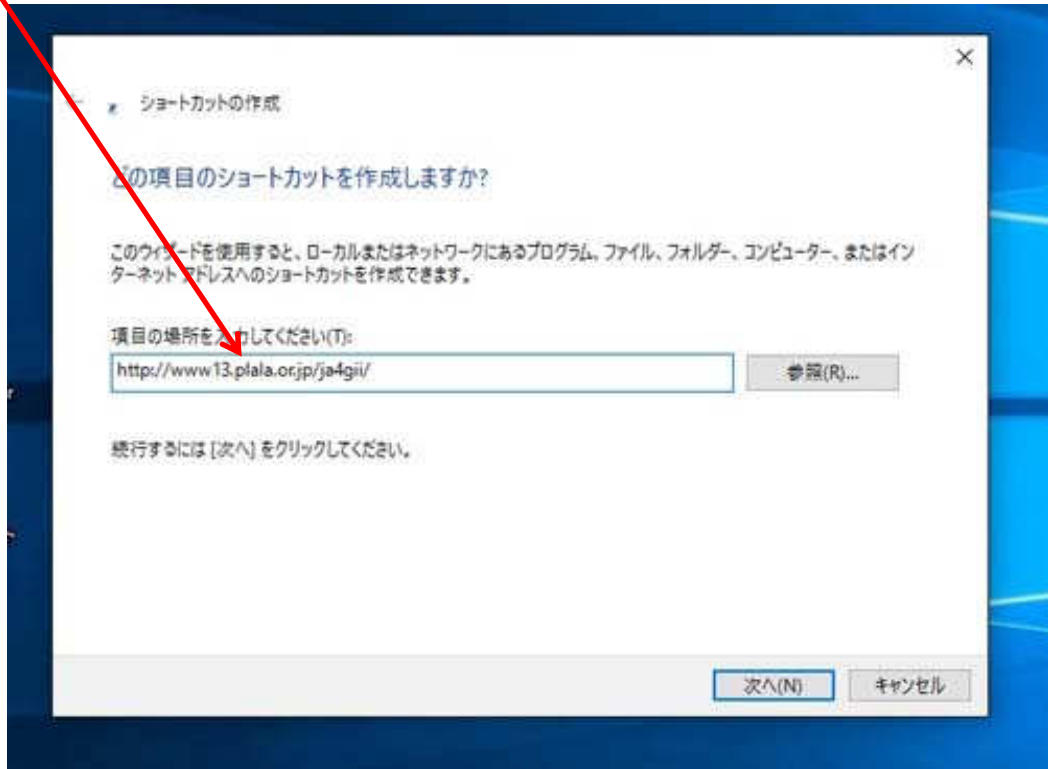 ショートカットの作成
どの項目のショートカットを作成しますか?
このウィザードを使用すると、ローカルまたはネットワークにあるプログラム、ファイル、フォルダー、コンピューター、またはイン
ターネット アドレスへのショートカットを作成できます。
項目の場所を入力してください(T):
http://www13.plala.or.jp/ja4gii/
参照(R)...
続行するには [次へ] をクリックしてください。
次へ(N)
キャンセル